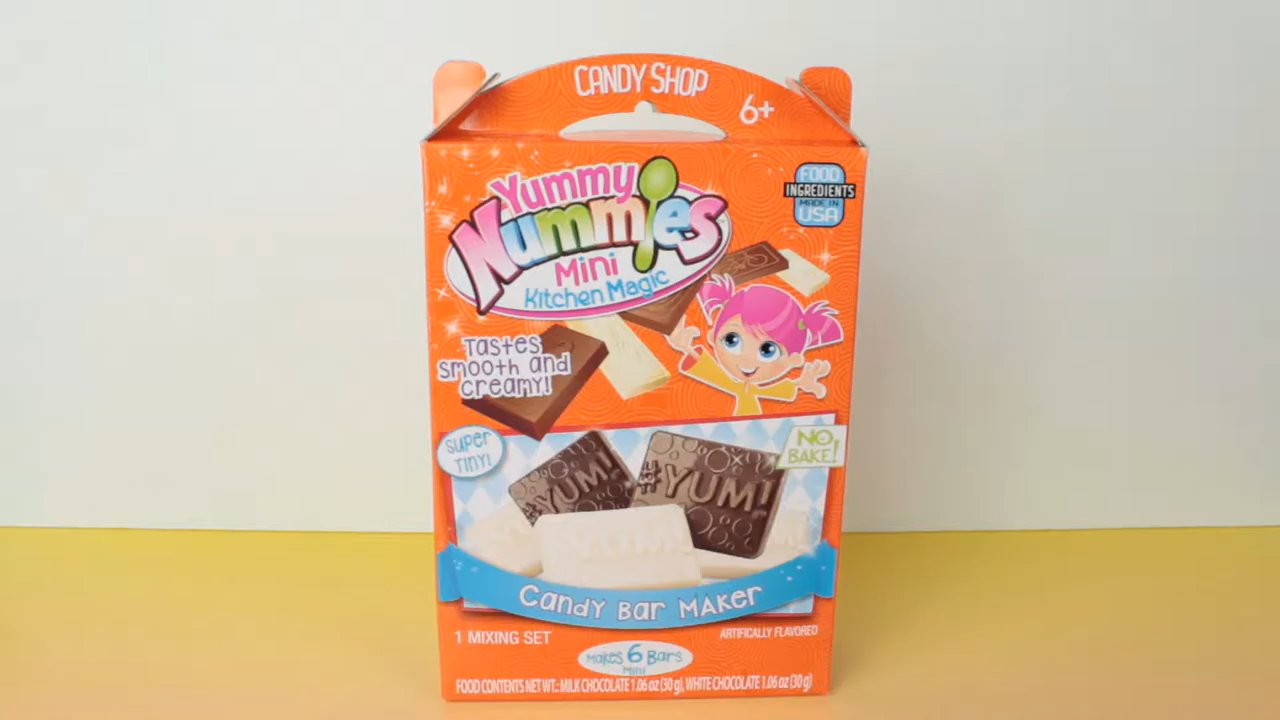 CANDY SHOP
6+
Yummy
Nummies
Mini
Kitchen Magic
FOOD
INGREDIENTS
MADE IN
USA
Tastes
smooth and
creamy!
Super
Tiny!
NO
BAKE!
#YUM!
#YUM!
YUM!
Candy Bar Maker
1 MIXING SET
ARTIFICALLY FLAVORED
Makes 6 Bars
Mini
FOOD CONTENTS NET WT.: MILK CHOCOLATE 1.06 oz (30 g), WHITE CHOCOLATE 1.06 oz (30 g)